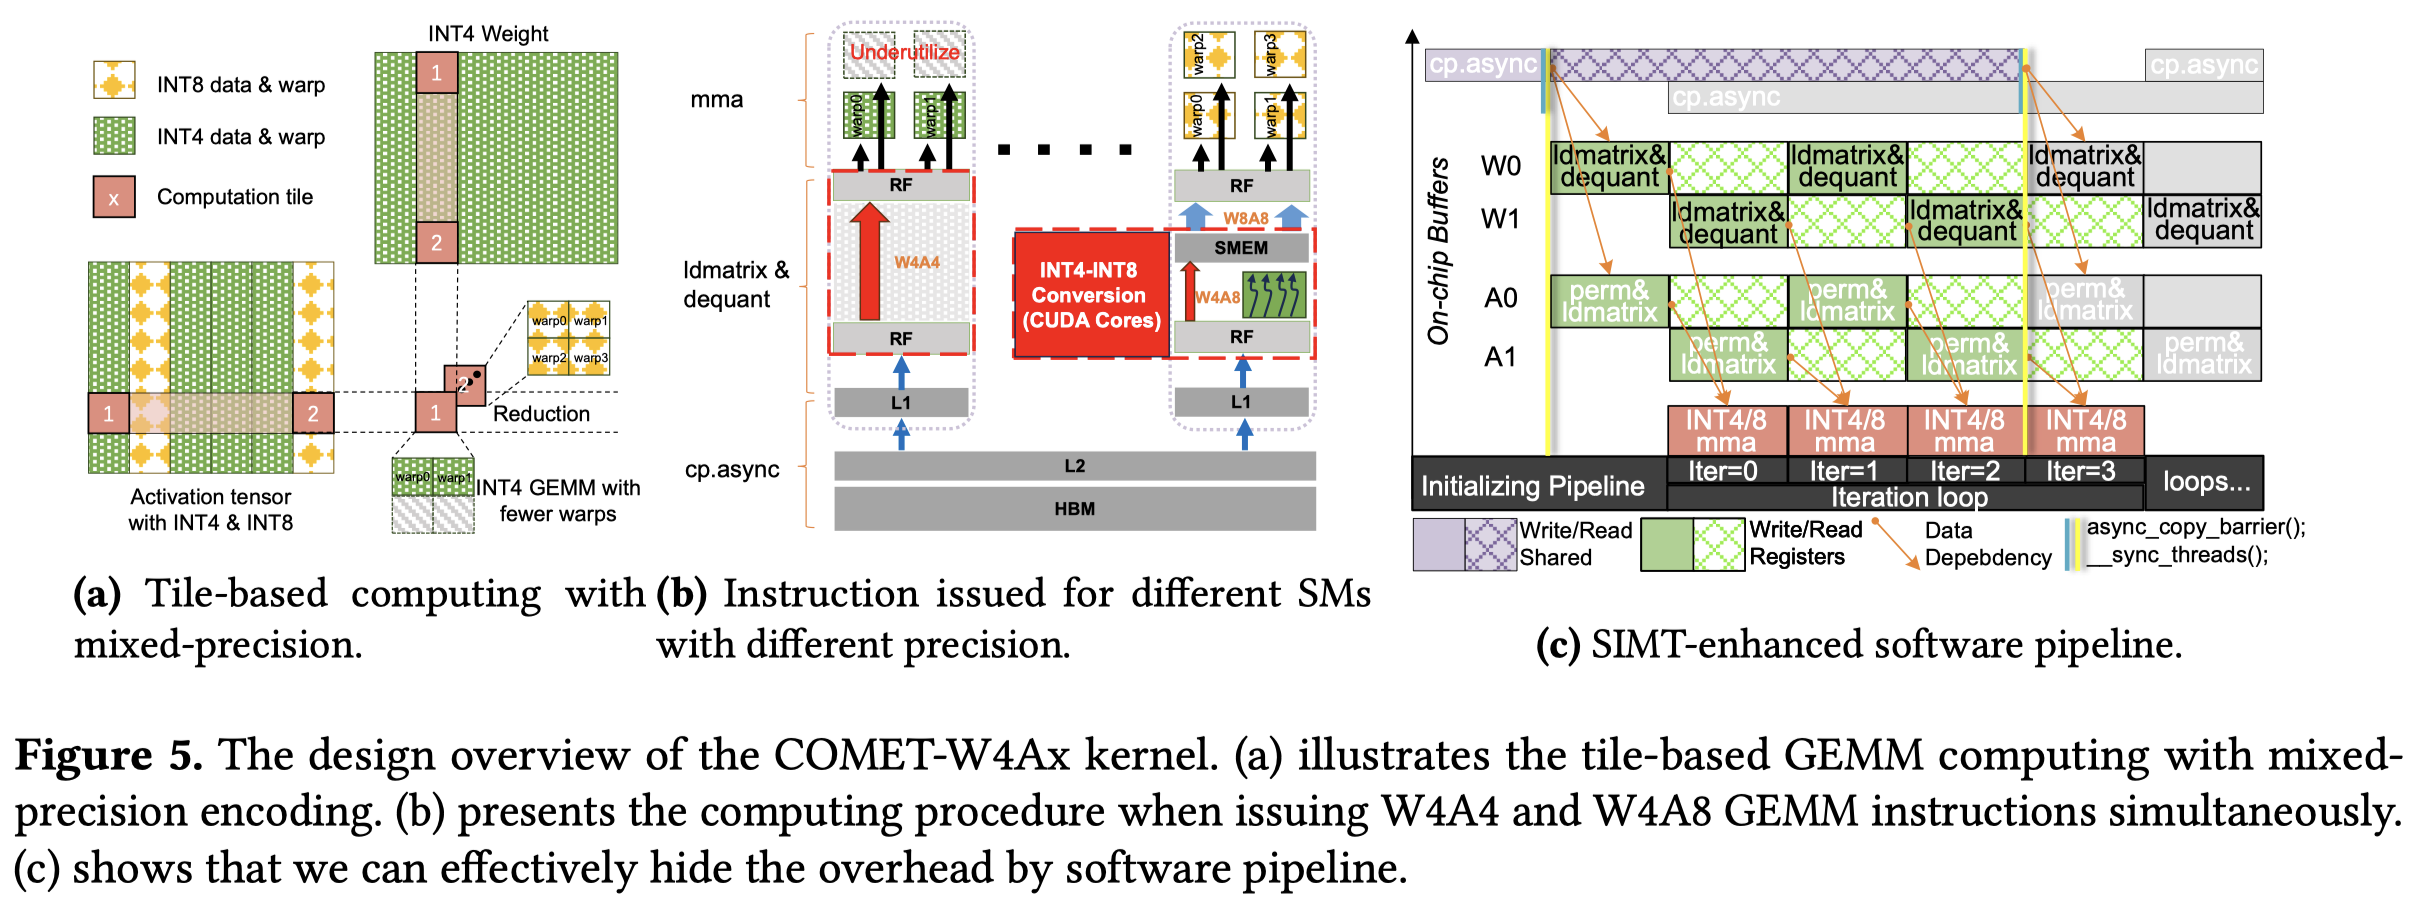 INT4 Weight
INT8 data & warp
INT4 data & warp
x
Computation tile
1
2
1
2
2
1
warp0
warp1
warp2
warp3
Reduction
warp0
warp1
INT4 GEMM with
fewer warps
Activation tensor
with INT4 & INT8
(a) Tile-based computing with
mixed-precision.
mma
ldmatrix &
dequant
cp.async
Underutilize
warp0
warp1
RF
W4A4
RF
L1
warp2
warp3
warp0
warp1
RF
W8A8
SMEM
INT4-INT8
Conversion
(CUDA Cores)
W4A8
RF
L1
L2
HBM
(b) Instruction issued for different SMs
with different precision.
On-chip Buffers
cp.async
cp.async
cp.async
W0
ldmatrix&
dequant
ldmatrix&
dequant
ldmatrix&
dequant
W1
ldmatrix&
dequant
ldmatrix&
dequant
ldmatrix&
dequant
A0
perm&
ldmatrix
perm&
ldmatrix
perm&
ldmatrix
A1
perm&
ldmatrix
perm&
ldmatrix
perm&
ldmatrix
INT4/8
mma
INT4/8
mma
INT4/8
mma
INT4/8
mma
Initializing Pipeline
Iter=0
Iter=1
Iter=2
Iter=3
Iteration loop
loops...
Write/Read
Shared
Write/Read
Registers
Data
Depebdency
async_copy_barrier();
__sync_threads();
(c) SIMT-enhanced software pipeline.
Figure 5. The design overview of the COMET-W4Ax kernel. (a) illustrates the tile-based GEMM computing with mixed-
precision encoding. (b) presents the computing procedure when issuing W4A4 and W4A8 GEMM instructions simultaneously.
(c) shows that we can effectively hide the overhead by software pipeline.